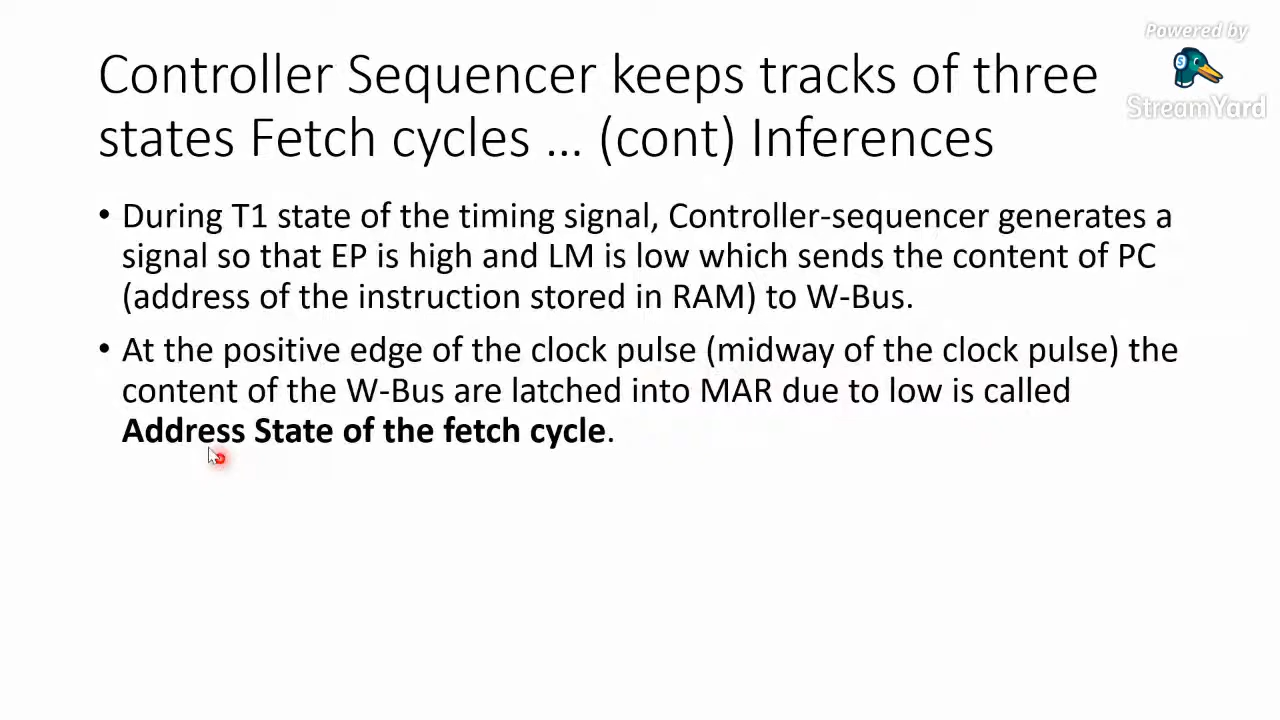 Powered by
StreamYard
Controller Sequencer keeps tracks of three
states Fetch cycles ... (cont) Inferences
• During T1 state of the timing signal, Controller-sequencer generates a
signal so that EP is high and LM is low which sends the content of PC
(address of the instruction stored in RAM) to W-Bus.
• At the positive edge of the clock pulse (midway of the clock pulse) the
content of the W-Bus are latched into MAR due to low is called
Address State of the fetch cycle.